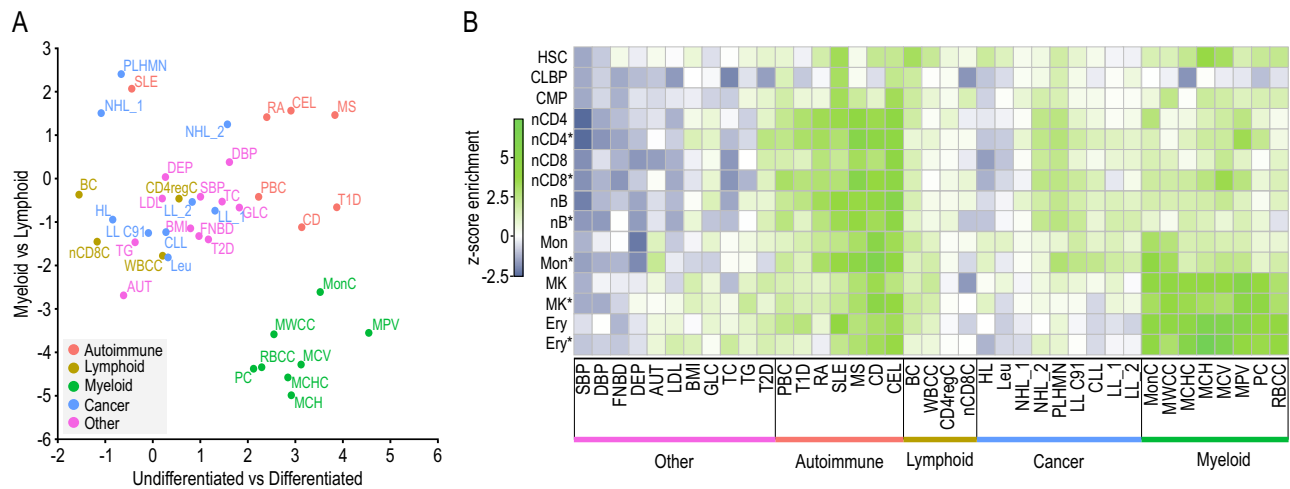 A
Myeloid vs Lymphoid
3
2
1
0
-1
-2
-3
-4
-5
-6
-2
-1
0
1
2
3
4
5
6
Undifferentiated vs Differentiated
PLHMN
SLE
NHL_1
RA
CEL
MS
NHL_2
DBP
DEP
BC
CD4regC
SBP
PBC
LDL
TC
T1D
LL_2
GLC
HL
LL_1
CD
BMI
FNBD
LL C91
CLL
T2D
nCD8C
TG
WBCC
Leu
AUT
MonC
MWCC
MPV
RBCC
MCV
PC
MCHC
MCH
Autoimmune
Lymphoid
Myeloid
Cancer
Other
B
z-score enrichment
5
2.5
0
-2.5
HSC
CLBP
CMP
nCD4
nCD4*
nCD8
nCD8*
nB
nB*
Mon
Mon*
MK
MK*
Ery
Ery*
SBP
DBP
FNBD
DEP
AUT
LDL
BMI
GLC
TC
TG
T2D
PBC
T1D
RA
SLE
MS
CD
CEL
BC
WBCC
CD4regC
nCD8C
HL
Leu
NHL_1
NHL_2
PLHMN
LL C91
CLL
LL_1
LL_2
MonC
MWCC
MCHC
MCH
MCV
MPV
PC
RBCC
Other
Autoimmune
Lymphoid
Cancer
Myeloid